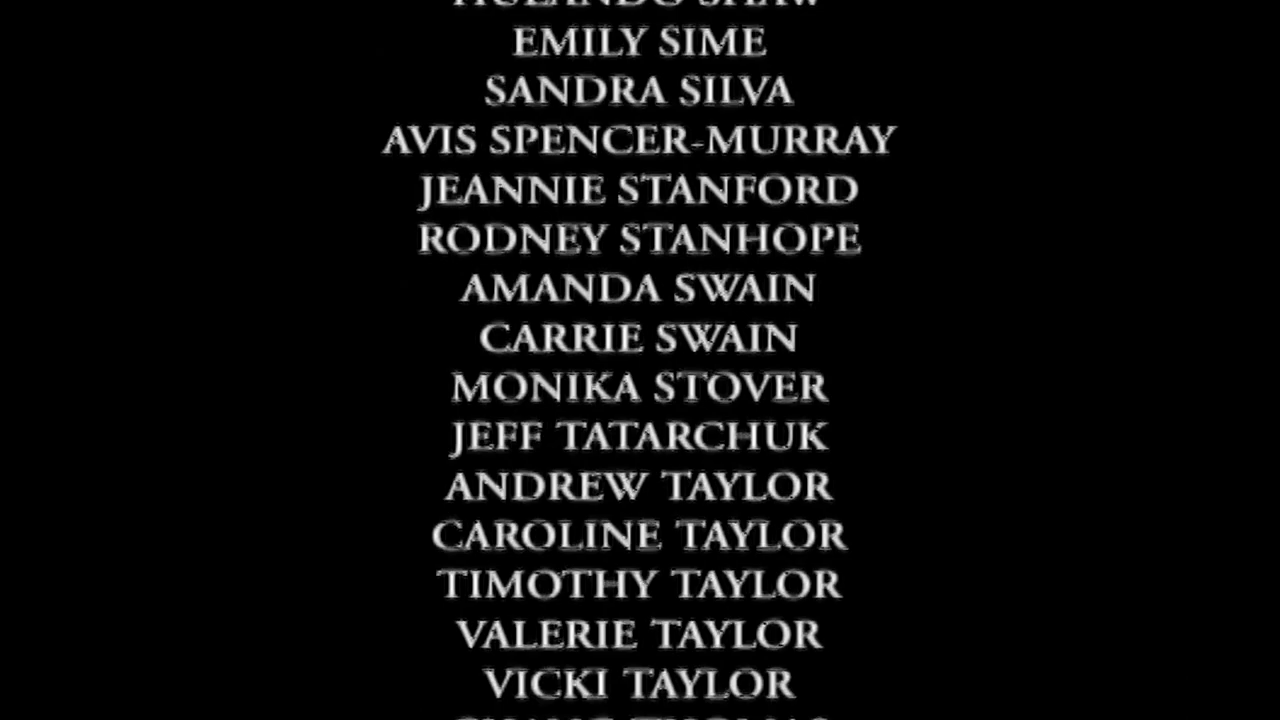 EMILY SIME
SANDRA SILVA
AVIS SPENCER-MURRAY
JEANNIE STANFORD
RODNEY STANHOPE
AMANDA SWAIN
CARRIE SWAIN
MONIKA STOVER
JEFF TATARCHUK
ANDREW TAYLOR
CAROLINE TAYLOR
TIMOTHY TAYLOR
VALERIE TAYLOR
VICKI TAYLOR